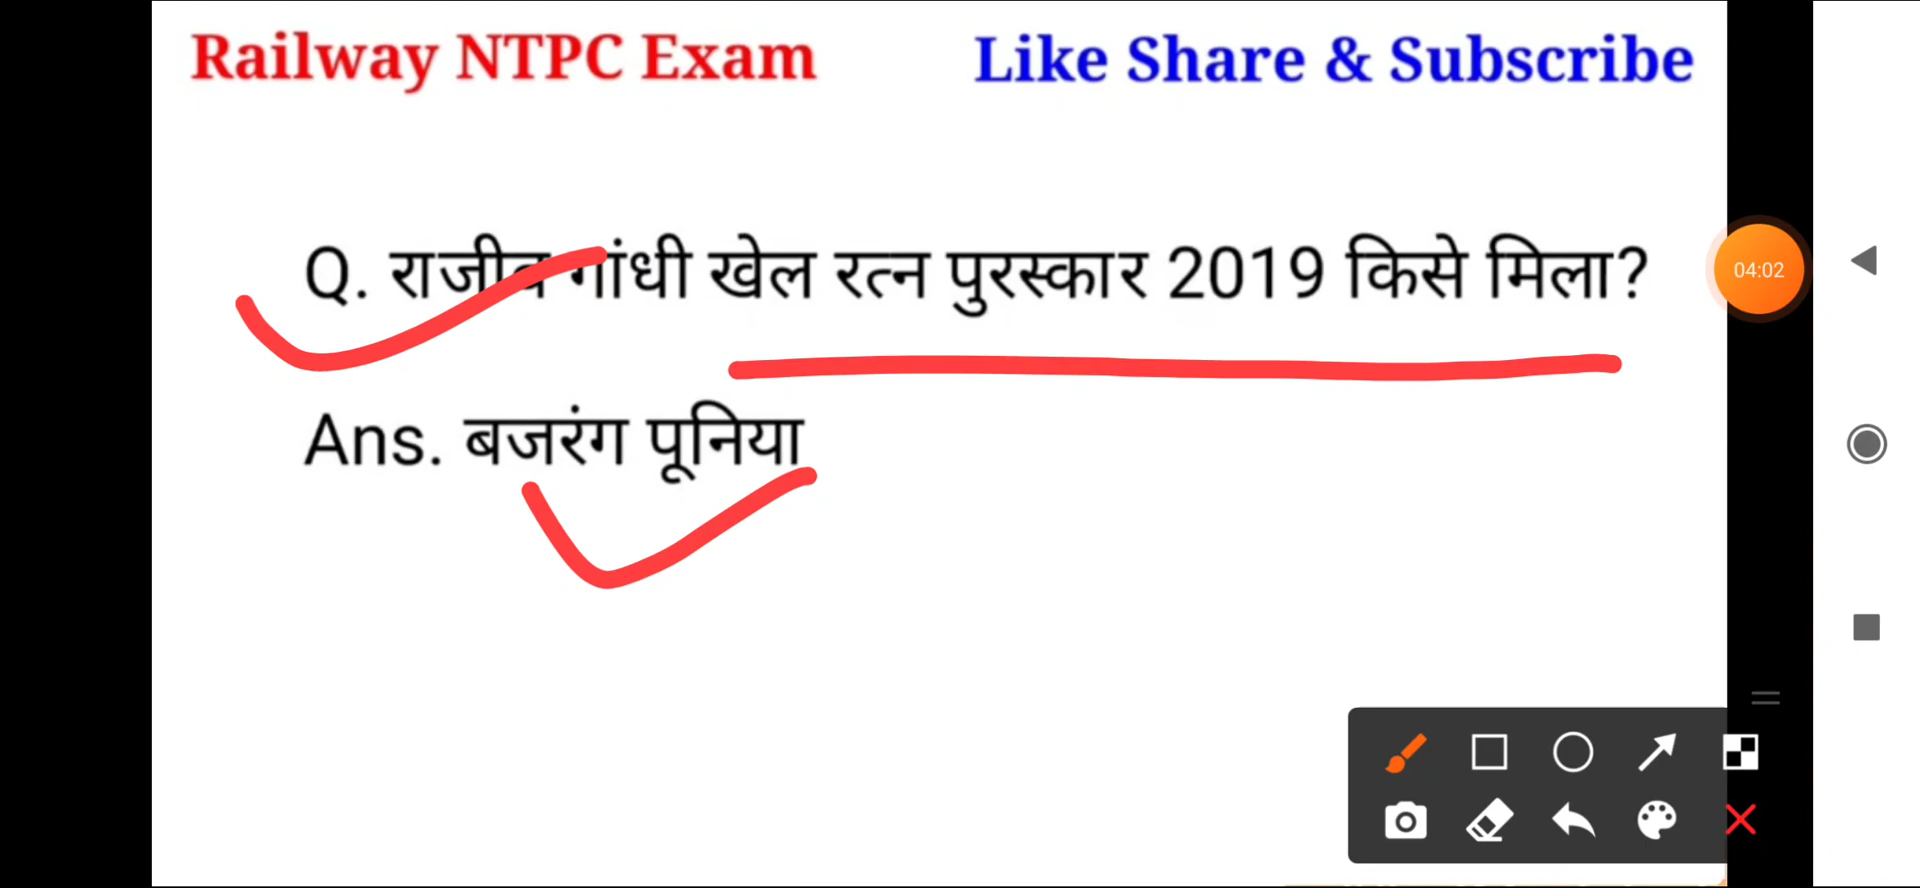 Railway NTPC Exam Like Share & Subscribe
Q. राजीव गांधी खेल रत्न पुरस्कार 2019 किसे मिला?
04:02
Ans. बजरंग पूनिया